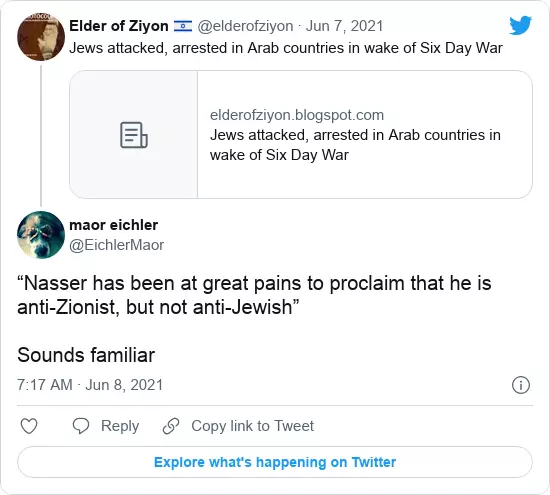 Elder of Ziyon 🇮🇱 @elderofziyon · Jun 7, 2021
Jews attacked, arrested in Arab countries in wake of Six Day War
elderofziyon.blogspot.com
Jews attacked, arrested in Arab countries in
wake of Six Day War
maor eichler
@EichlerMaor
“Nasser has been at great pains to proclaim that he is
anti-Zionist, but not anti-Jewish”
Sounds familiar
7:17 AM · Jun 8, 2021
Reply
Copy link to Tweet
Explore what's happening on Twitter